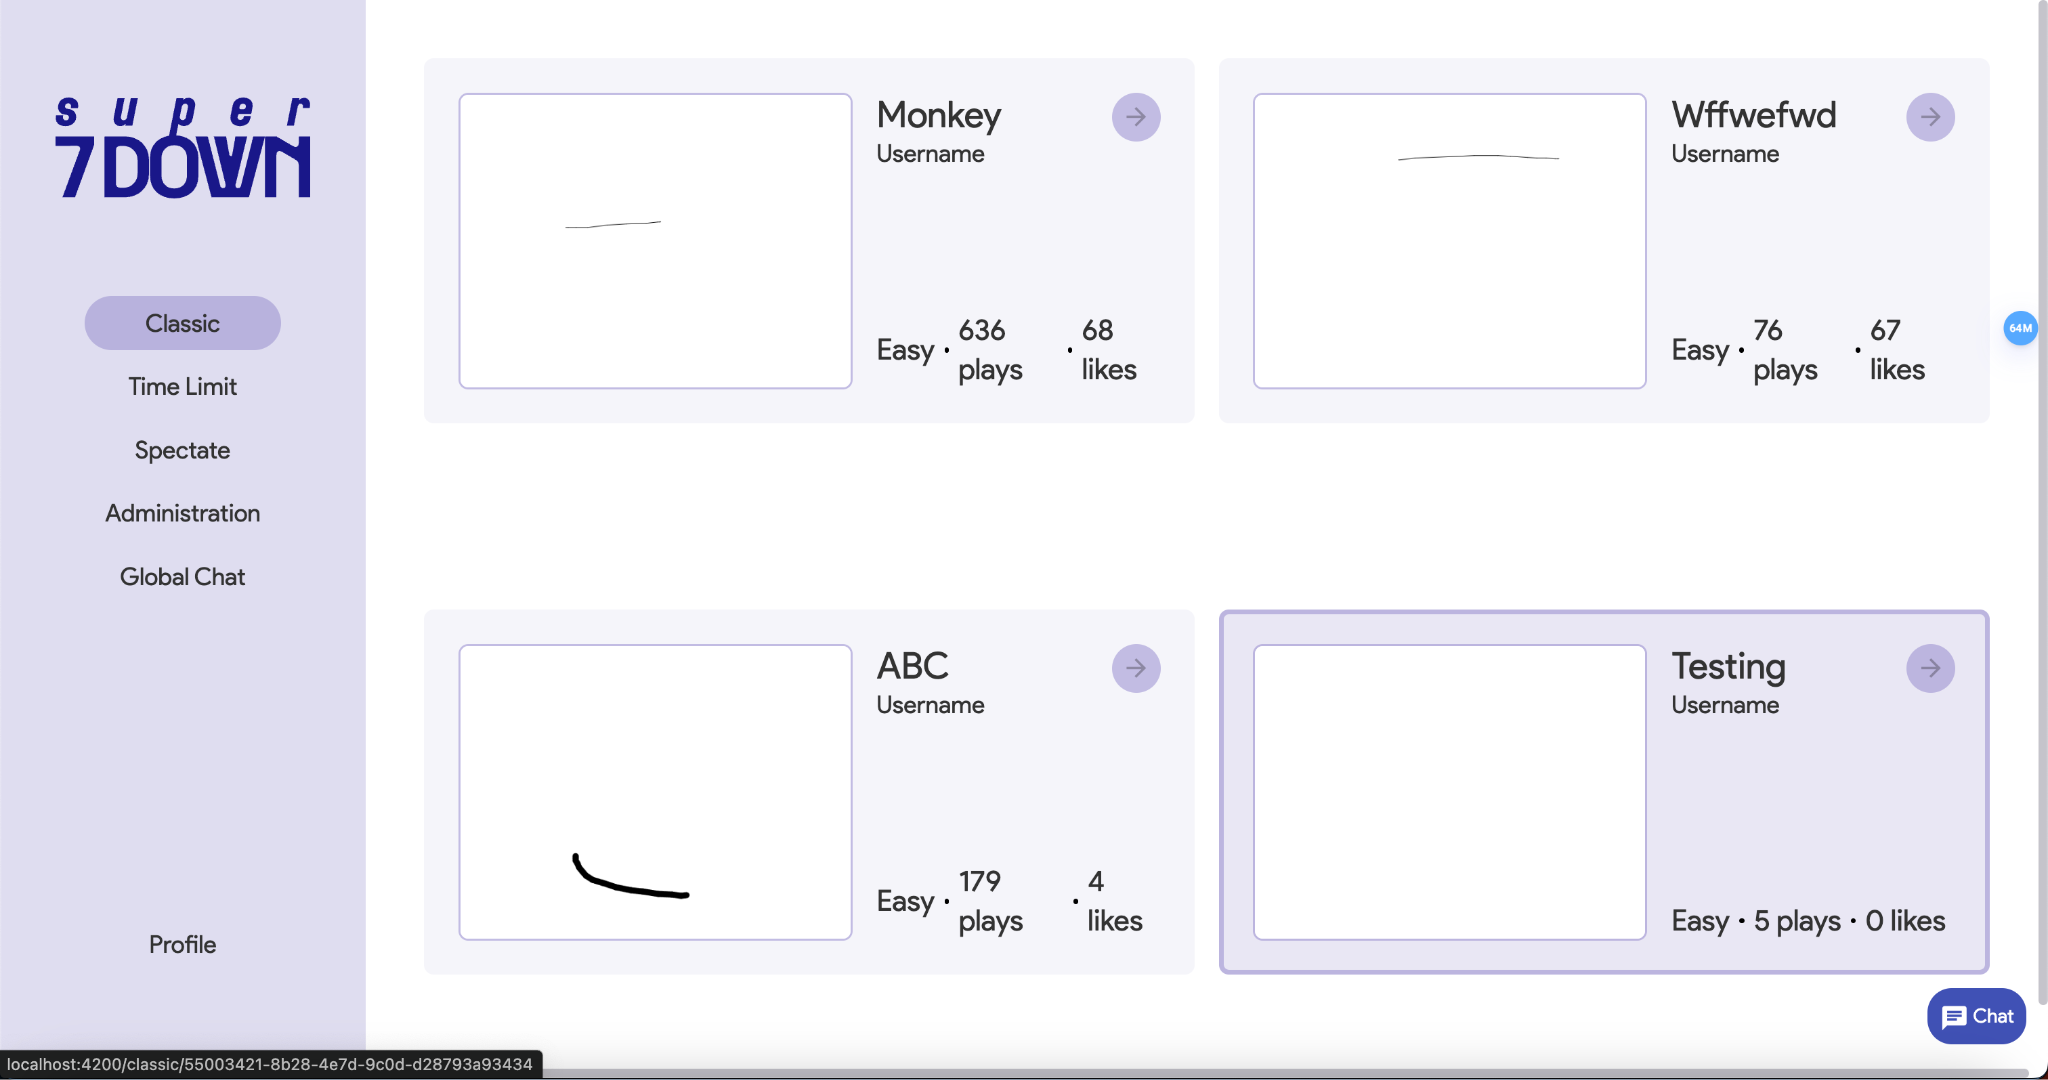 super
7DOWN
Classic
Time Limit
Spectate
Administration
Global Chat
Profile
Monkey
Username
Easy · 636 plays · 68 likes
Wffwefwd
Username
Easy · 76 plays · 67 likes
ABC
Username
Easy · 179 plays · 4 likes
Testing
Username
Easy · 5 plays · 0 likes
64M
Chat
localhost:4200/classic/55003421-8b28-4e7d-9c0d-d28793a93434